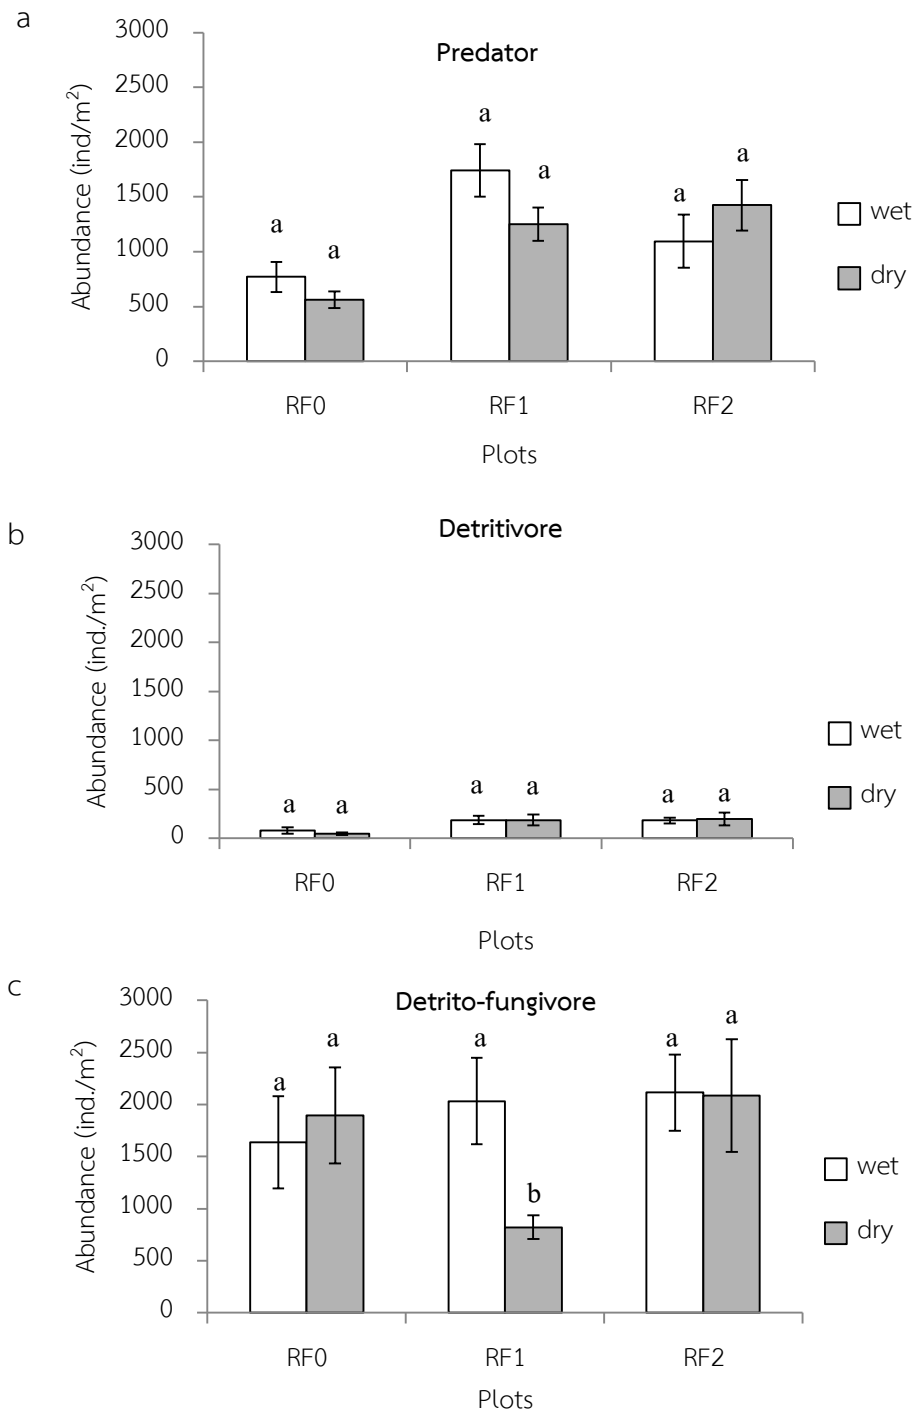 a
3000
Predator
2500
Abundance (ind/m²)
a
2000
a
a
1500
a
wet
a
a
1000
dry
500
0
RF0 RF1 RF2
Plots
b
Detritivore
3000
2500
Abundance (ind./m²)
2000
1500
1000
wet
500
a a a a a a
dry
0
RF0 RF1 RF2
Plots
c
3000
Detrito-fungivore
a a a a a
2500
Abundance (ind./m²)
2000
1500
wet
b
1000
dry
500
0
RF0 RF1 RF2
Plots